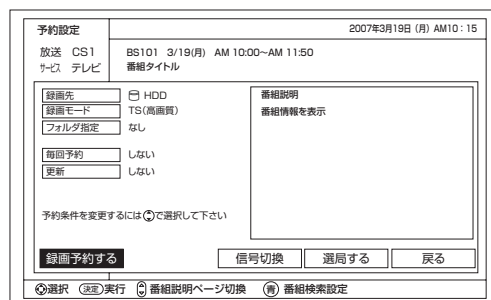 予約設定 2007年3月19日 (月) AM10：15
放送 CS1 BS101 3/19(月) AM 10:00～AM 11:50
サービス テレビ 番組タイトル
録画先 HDD
録画モード TS(高画質)
フォルダ指定 なし
毎回予約 しない
更新 しない
予約条件を変更するには で選択して下さい
番組説明
番組情報を表示
録画予約する 信号切換 選局する 戻る
選択 決定 実行 番組説明ページ切換 青 番組検索設定